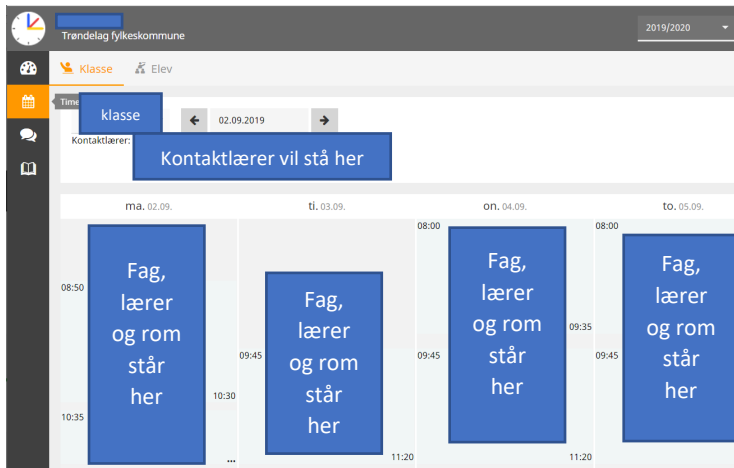 Trøndelag fylkeskommune
2019/2020
Klasse
Elev
Time
klasse
02.09.2019
Kontaktlærer:
Kontaktlærer vil stå her
ma. 02.09.
ti. 03.09.
on. 04.09.
to. 05.09.
08:50
10:30
10:35
...
Fag,
lærer
og rom
står
her
09:45
11:20
Fag,
lærer
og rom
står
her
08:00
09:35
09:45
11:20
Fag,
lærer
og rom
står
her
08:00
09:45
Fag,
lærer
og rom
står
her